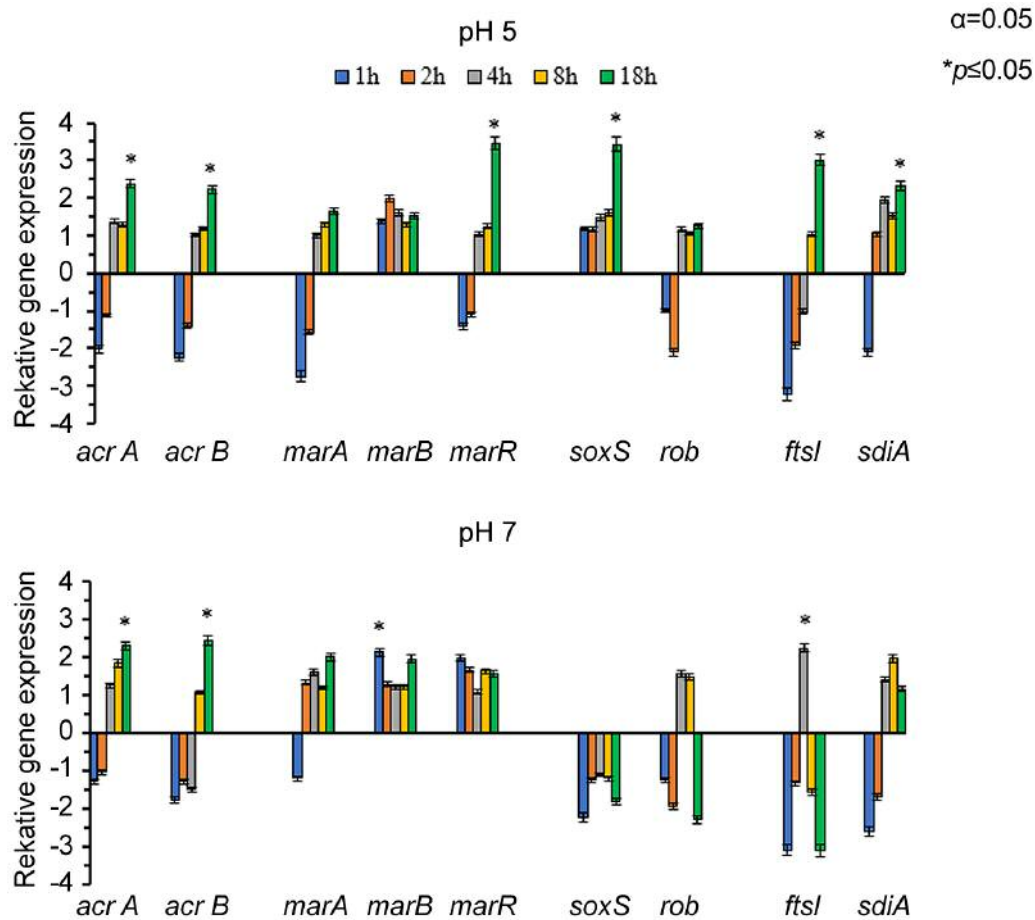 α=0.05
pH 5
*p≤0.05
1h 2h 4h 8h 18h
Rekative gene expression
4
3
2
1
0
-1
-2
-3
-4
* * * * * *
acr A acr B marA marB marR soxS rob ftsI sdiA
pH 7
Rekative gene expression
4
3
2
1
0
-1
-2
-3
-4
* * * *
acr A acr B marA marB marR soxS rob ftsI sdiA